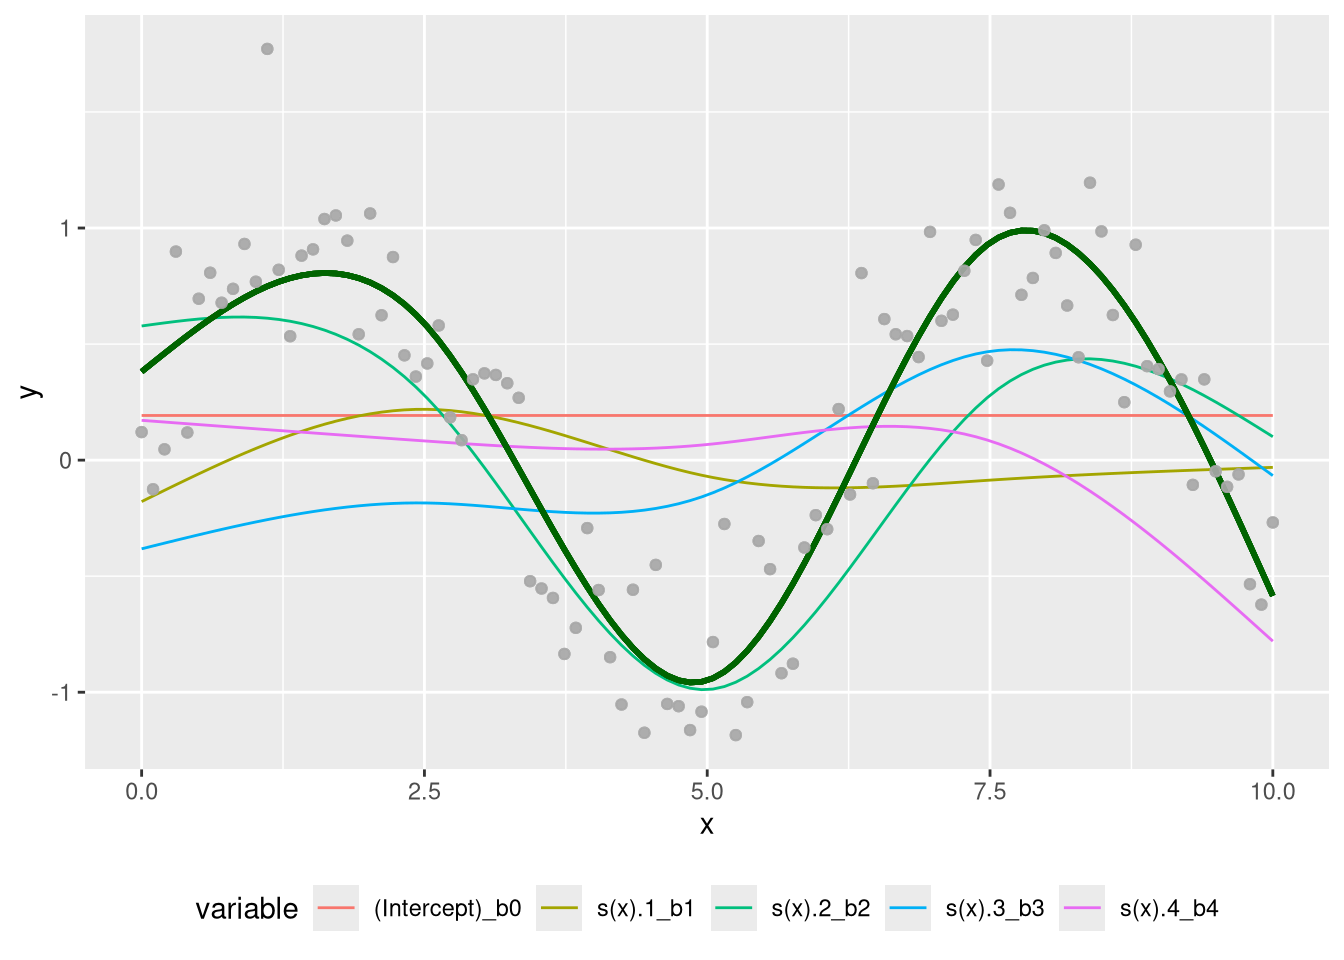 y
1
0
-1
0.0 2.5 5.0 7.5 10.0
x
variable (Intercept)_b0 s(x).1_b1 s(x).2_b2 s(x).3_b3 s(x).4_b4